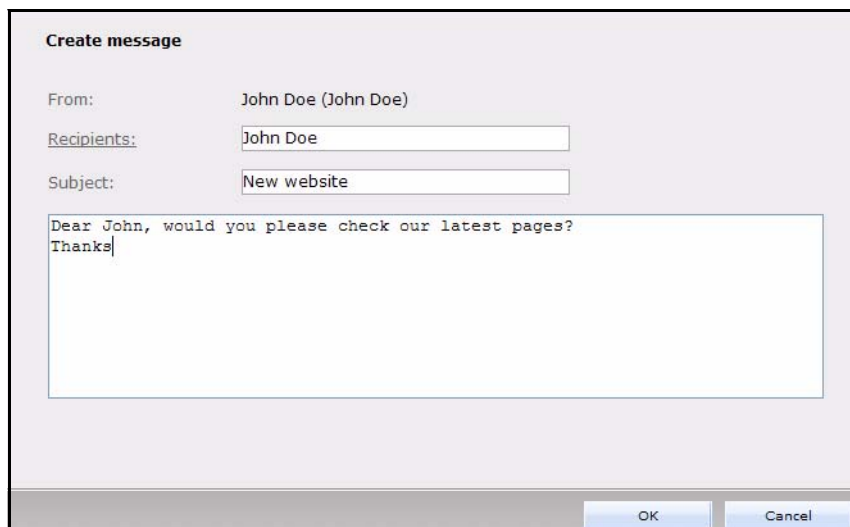 Create message
From: John Doe (John Doe)
Recipients: John Doe
Subject: New website
Dear John, would you please check our latest pages?
Thanks
OK Cancel